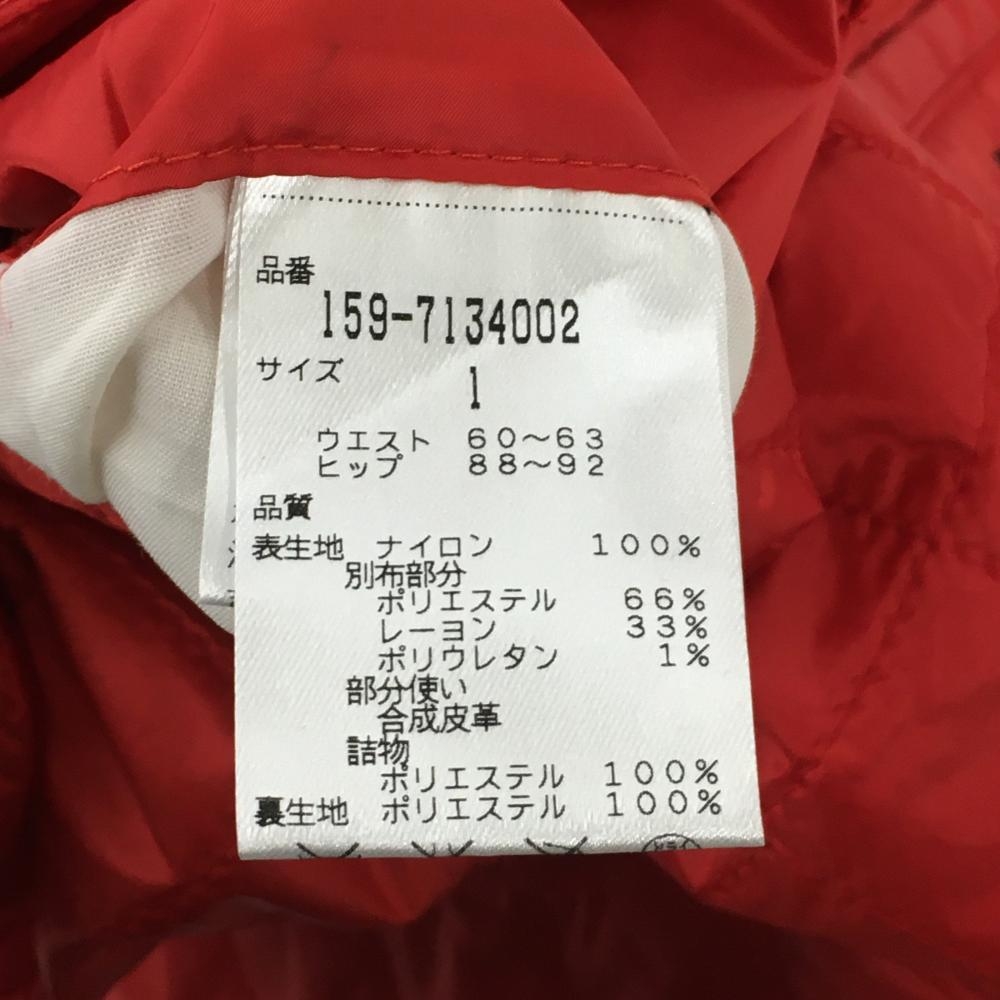 品番
159-7134002
サイズ 1
ウエスト 60～63
ヒップ 88～92
品質
表生地 ナイロン 100%
別布部分
ポリエステル 66%
レーヨン 33%
ポリウレタン 1%
部分使い
合成皮革
詰物
ポリエステル 100%
裏生地 ポリエステル 100%
ドライ